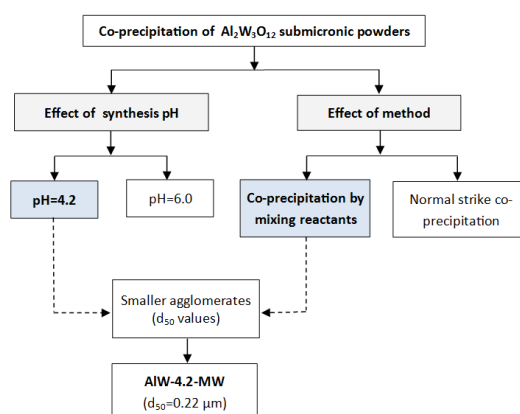 Co-precipitation of Al₂W₃O₁₂ submicronic powders
Effect of synthesis pH
Effect of method
pH=4.2
pH=6.0
Co-precipitation by
mixing reactants
Normal strike co-
precipitation
Smaller agglomerates
(d₅₀ values)
AlW-4.2-MW
(d₅₀=0.22 µm)